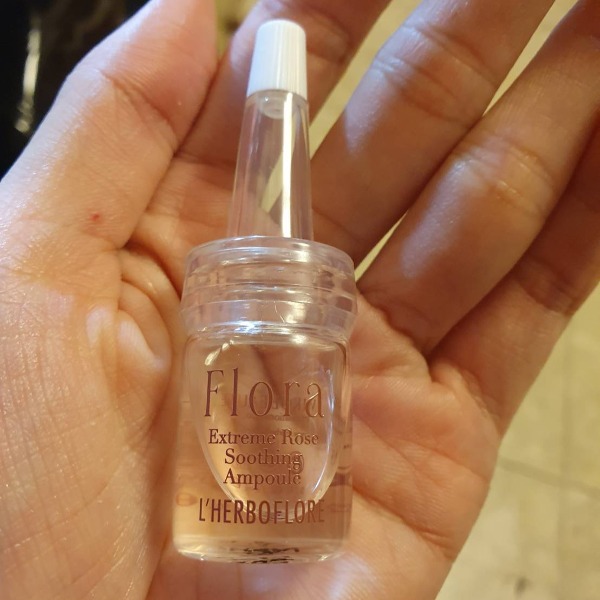 Flora
Extreme Rose
Soothing
Ampoule
L'HERBOFLORE